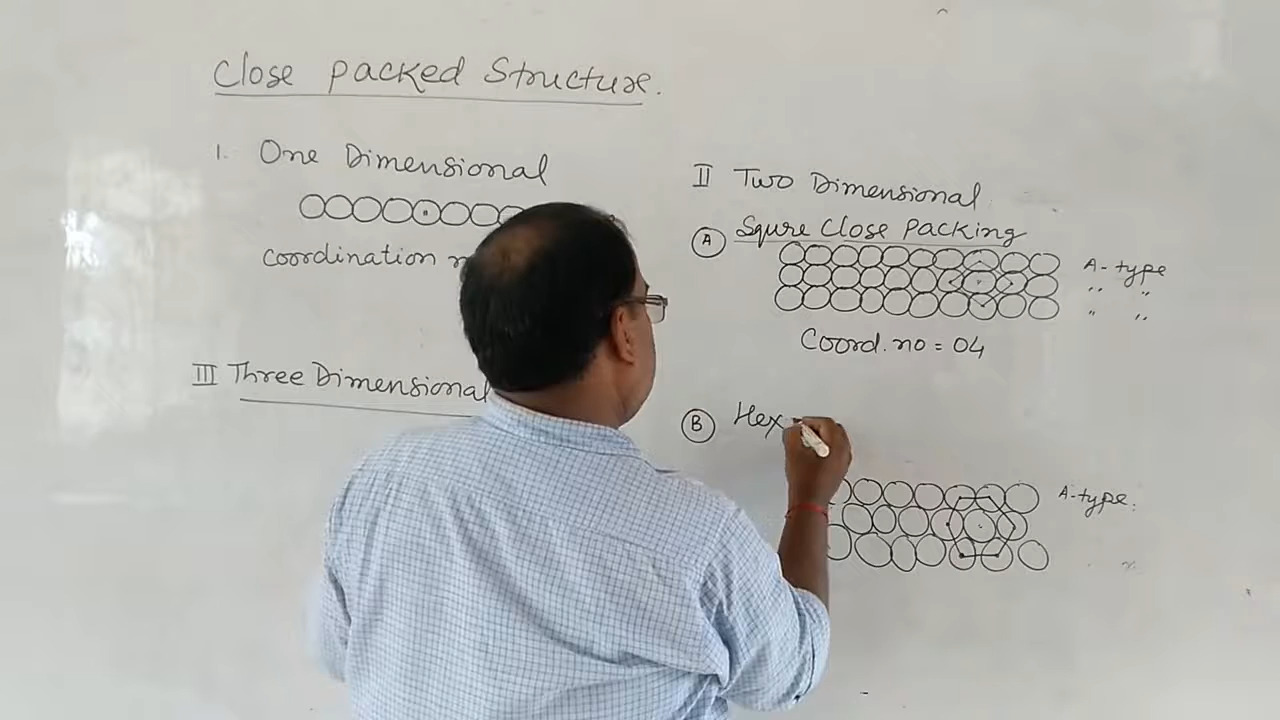 Close Packed Structure.
1. One Dimensional
coordination n
II Two Dimensional
A Squre Close Packing
A-type
" "
" "
Coord. no = 04
III Three Dimensional
B Hex
A-type.